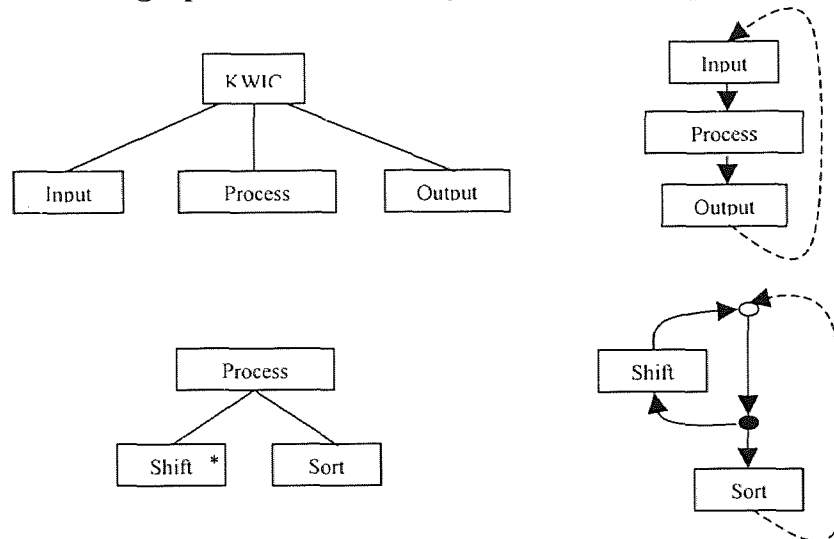 KWIC
Input Process Output
Input
Process
Output
Process
Shift * Sort
Shift
Sort